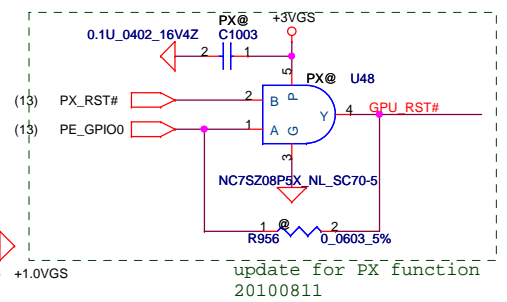 PX@ +3VGS
0.1U_0402_16V4Z C1003
2 1
5 PX@ U48
(13) PX_RST# 2 B P
Y 4 GPU_RST#
(13) PE_GPIO0 1 A G
3
NC7SZ08P5X_NL_SC70-5
1 @ 2
R956 0_0603_5%
+1.0VGS
update for PX function
20100811